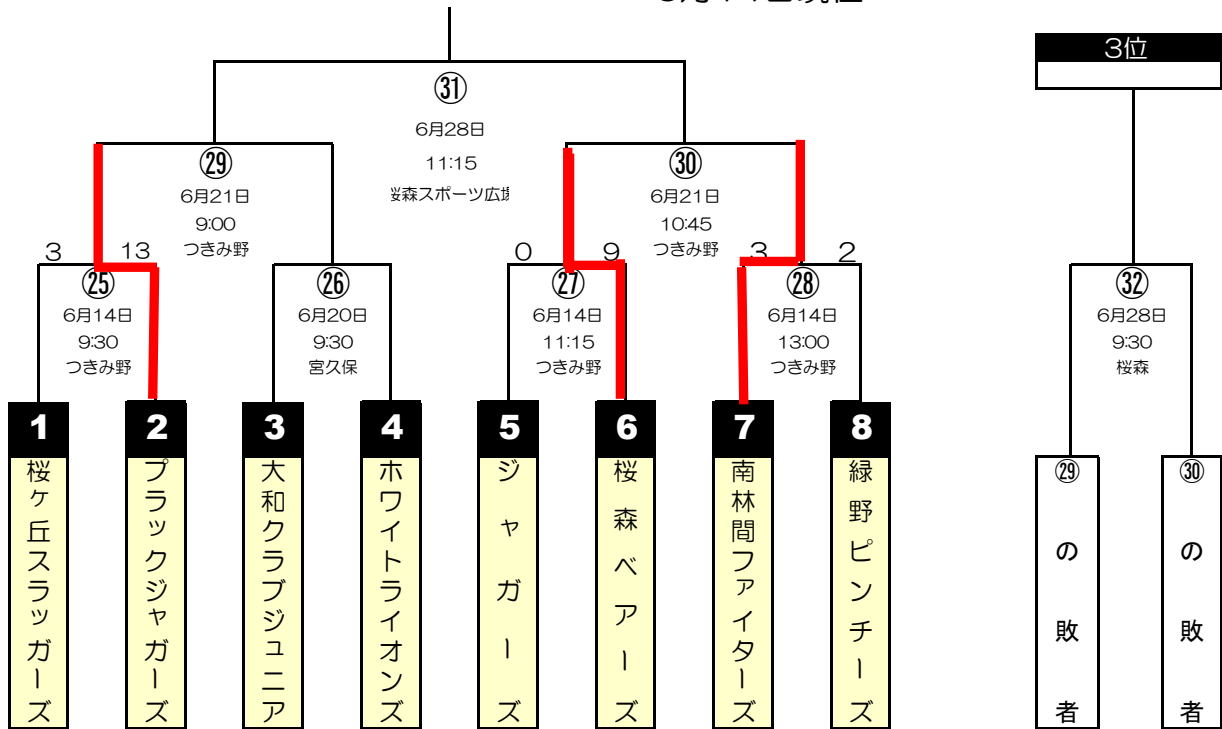 3位
㉛
6月28日
11:15
桜森スポーツ広場
㉙
6月21日
9:00
つきみ野
㉚
6月21日
10:45
つきみ野
3 13
0 9
3 2
㉕
6月14日
9:30
つきみ野
㉖
6月20日
9:30
宮久保
㉗
6月14日
11:15
つきみ野
㉘
6月14日
13:00
つきみ野
㉜
6月28日
9:30
桜森
1
桜ケ丘スラッガーズ
2
ブラックジャガーズ
3
大和クラブジュニア
4
ホワイトライオンズ
5
ジャガーズ
6
桜森ベアーズ
7
南林間ファイターズ
8
緑野ピンチーズ
㉙の敗者
㉚の敗者